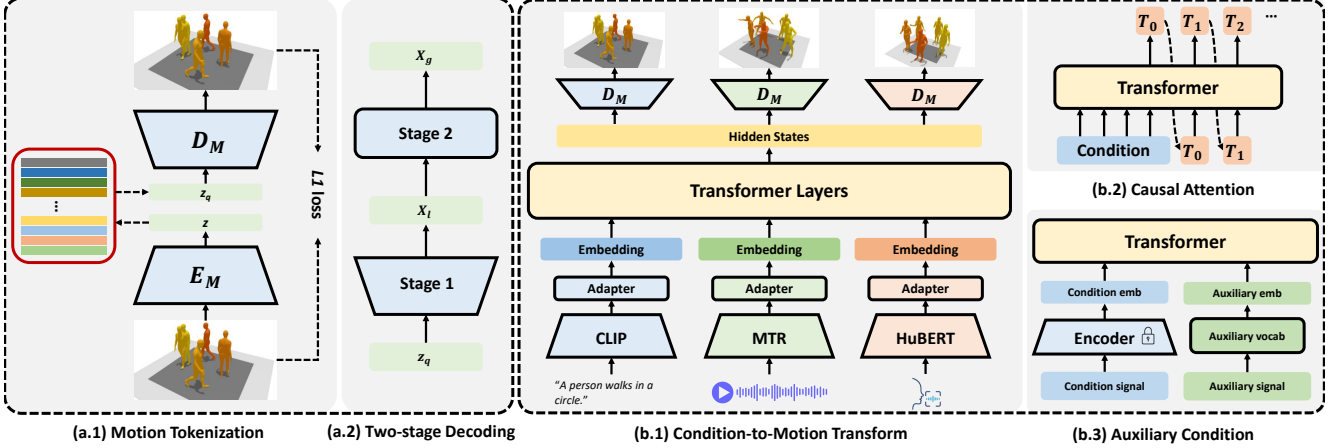 D_M
z_q
⋮
z
E_M
L1 loss
(a.1) Motion Tokenization
X_g
Stage 2
X_l
Stage 1
z_q
(a.2) Two-stage Decoding
D_M D_M D_M
Hidden States
Transformer Layers
Embedding Embedding Embedding
Adapter Adapter Adapter
CLIP MTR HuBERT
“A person walks in a
circle.”
(b.1) Condition-to-Motion Transform
T_0 T_1 T_2 ...
Transformer
Condition T_0 T_1
(b.2) Causal Attention
Transformer
Condition emb Auxiliary emb
Encoder Auxiliary vocab
Condition signal Auxiliary signal
(b.3) Auxiliary Condition